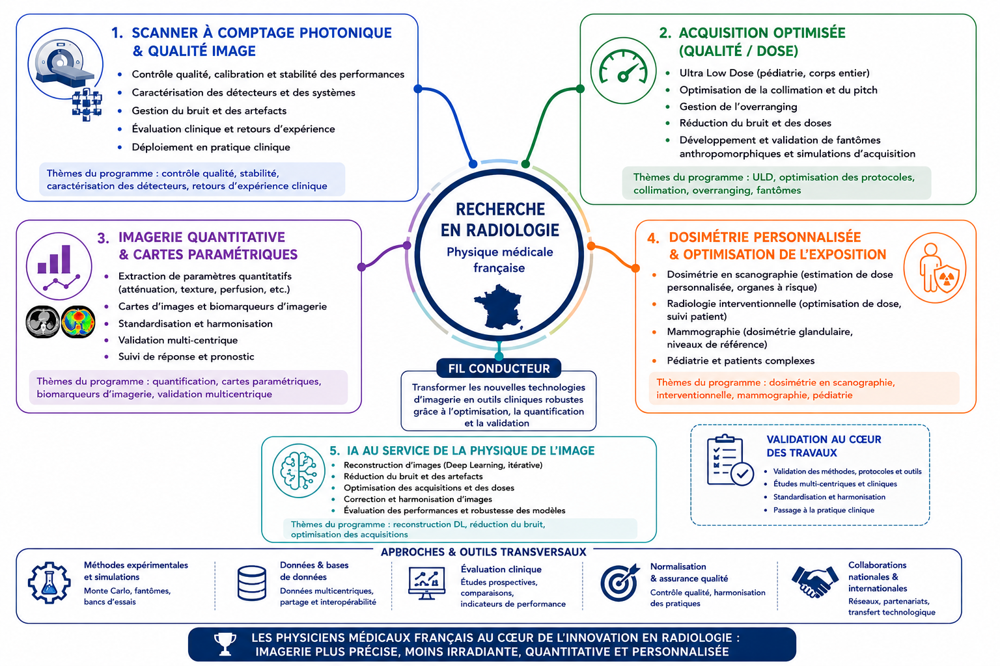 1. SCANNER À COMPTAGE PHOTONIQUE
& QUALITÉ IMAGE
• Contrôle qualité, calibration et stabilité des performances
• Caractérisation des détecteurs et des systèmes
• Gestion du bruit et des artefacts
• Évaluation clinique et retours d’expérience
• Déploiement en pratique clinique
Thèmes du programme : contrôle qualité, stabilité,
caractérisation des détecteurs, retours d’expérience clinique
2. ACQUISITION OPTIMISÉE
(QUALITÉ / DOSE)
• Ultra Low Dose (pédiatrie, corps entier)
• Optimisation de la collimation et du pitch
• Gestion de l’overranging
• Réduction du bruit et des doses
• Développement et validation de fantômes
anthropomorphiques et simulations d’acquisition
Thèmes du programme : ULD, optimisation des protocoles,
collimation, overranging, fantômes
RECHERCHE
EN RADIOLOGIE
Physique médicale
française
3. IMAGERIE QUANTITATIVE
& CARTES PARAMÉTRIQUES
• Extraction de paramètres quantitatifs
(atténuation, texture, perfusion, etc.)
• Cartes d’images et biomarqueurs d’imagerie
• Standardisation et harmonisation
• Validation multi-centrique
• Suivi de réponse et pronostic
Thèmes du programme : quantification, cartes paramétriques,
biomarqueurs d’imagerie, validation multicentrique
4. DOSIMÉTRIE PERSONNALISÉE
& OPTIMISATION DE L’EXPOSITION
• Dosimétrie en scanographie (estimation de dose
personnalisée, organes à risque)
• Radiologie interventionnelle (optimisation de dose,
suivi patient)
• Mammographie (dosimétrie glandulaire,
niveaux de référence)
• Pédiatrie et patients complexes
Thèmes du programme : dosimétrie en scanographie,
interventionnelle, mammographie, pédiatrie
FIL CONDUCTEUR
Transformer les nouvelles technologies
d’imagerie en outils cliniques robustes
grâce à l’optimisation, la quantification
et la validation
5. IA AU SERVICE DE LA PHYSIQUE DE L’IMAGE
• Reconstruction d’images (Deep Learning, itérative)
• Réduction du bruit et des artefacts
• Optimisation des acquisitions et des doses
• Correction et harmonisation d’images
• Évaluation des performances et robustesse des modèles
Thèmes du programme : reconstruction DL, réduction du bruit,
optimisation des acquisitions
VALIDATION AU CŒUR
DES TRAVAUX
• Validation des méthodes, protocoles et outils
• Études multi-centriques et cliniques
• Standardisation et harmonisation
• Passage à la pratique clinique
APPROCHES & OUTILS TRANSVERSAUX
Méthodes expérimentales
et simulations
Monte Carlo, fantômes,
bancs d’essais
Données & bases
de données
Données multicentriques,
partage et interopérabilité
Évaluation clinique
Études prospectives,
comparaisons,
indicateurs de performance
Normalisation
& assurance qualité
Contrôle qualité, harmonisation
des pratiques
Collaborations
nationales &
internationales
Réseaux, partenariats,
transfert technologique
LES PHYSICIENS MÉDICAUX FRANÇAIS AU CŒUR DE L’INNOVATION EN RADIOLOGIE :
IMAGERIE PLUS PRÉCISE, MOINS IRRADIANTE, QUANTITATIVE ET PERSONNALISÉE